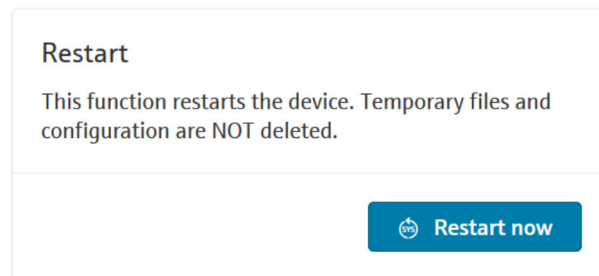 Restart
This function restarts the device. Temporary files and
configuration are NOT deleted.
SYS
Restart now